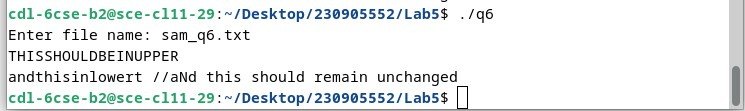 cdl-6cse-b2@sce-cl11-29:~/Desktop/230905552/Lab5$ ./q6
Enter file name: sam_q6.txt
THISSHOULDBEINUPPER
andthisinlowert //aNd this should remain unchanged
cdl-6cse-b2@sce-cl11-29:~/Desktop/230905552/Lab5$